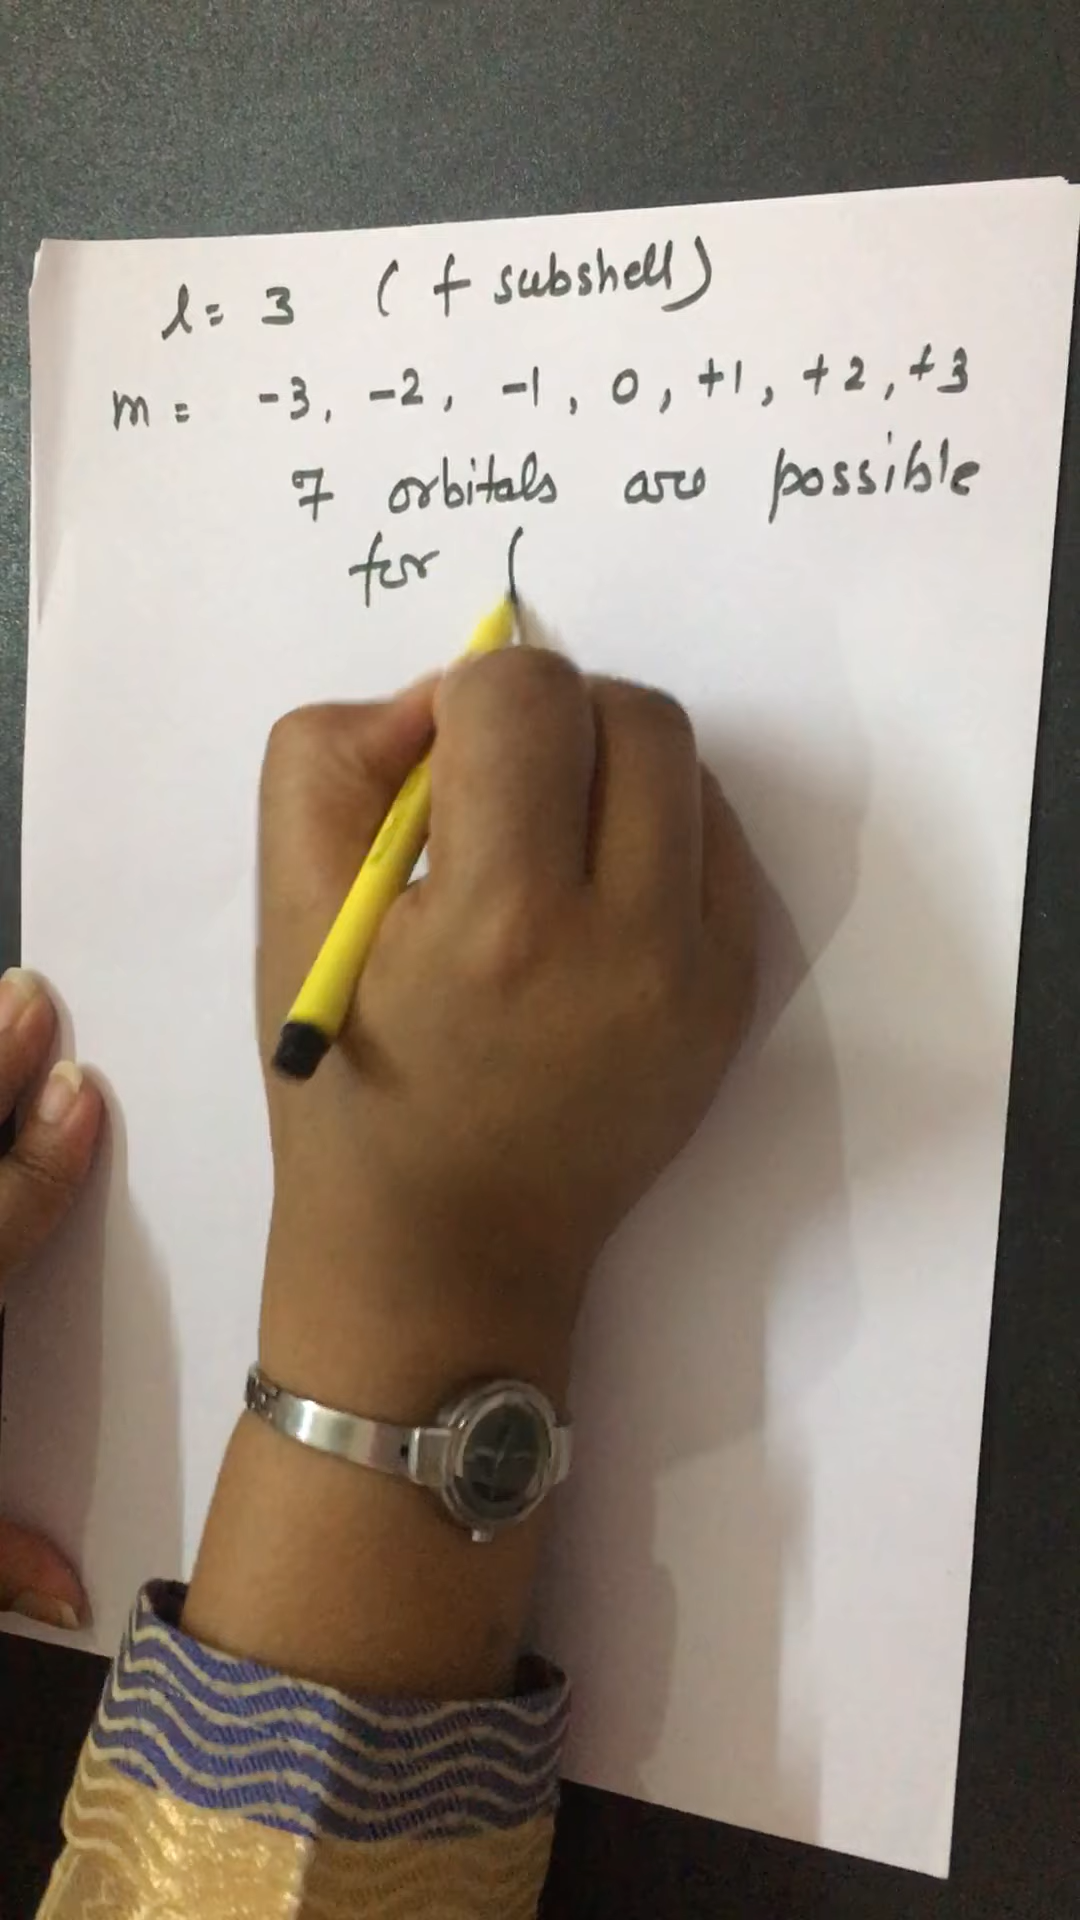 l= 3 (f subshell)
m = -3, -2, -1, 0, +1, +2, +3
7 orbitals are possible
for (